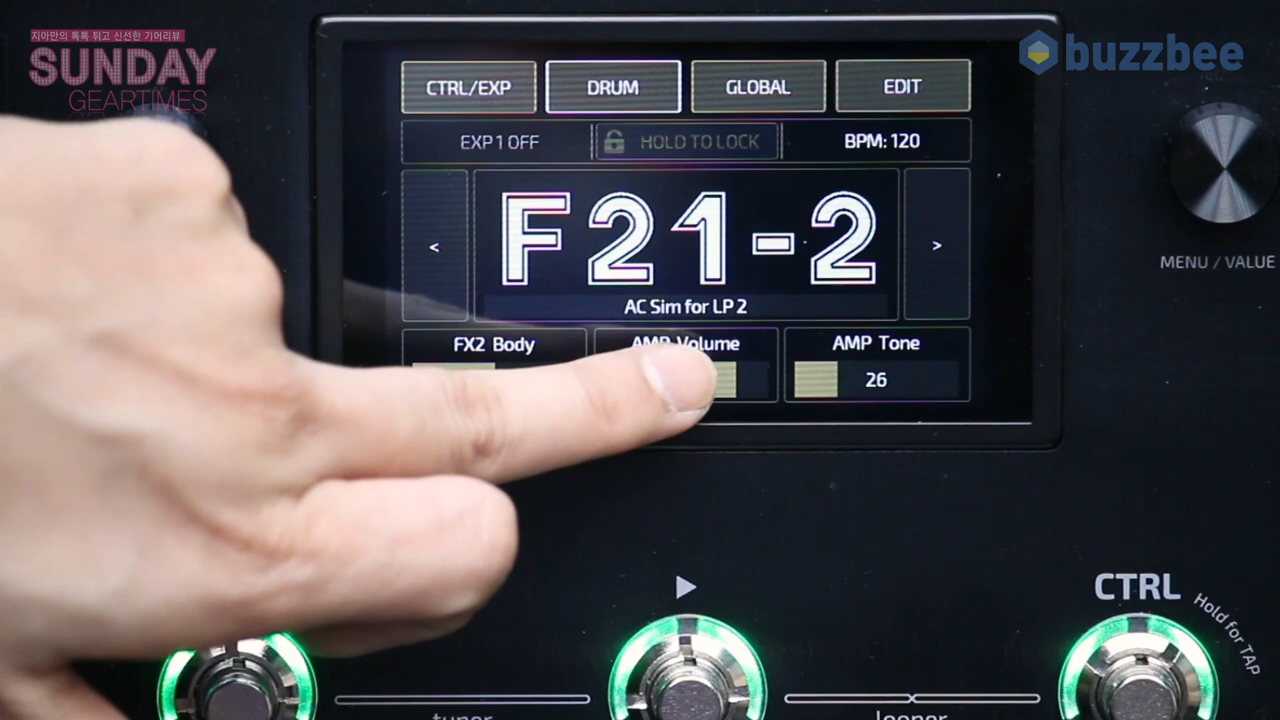 지아만의 톡톡 튀고 신선한 기어리뷰
SUNDAY
GEARTIMES
buzzbee
CTRL/EXP
DRUM
GLOBAL
EDIT
EXP 1 OFF
HOLD TO LOCK
BPM: 120
<
F21-2
>
AC Sim for LP 2
FX2 Body
AMP Volume
AMP Tone
26
MENU / VALUE
CTRL
Hold for TAP
tuner
looper